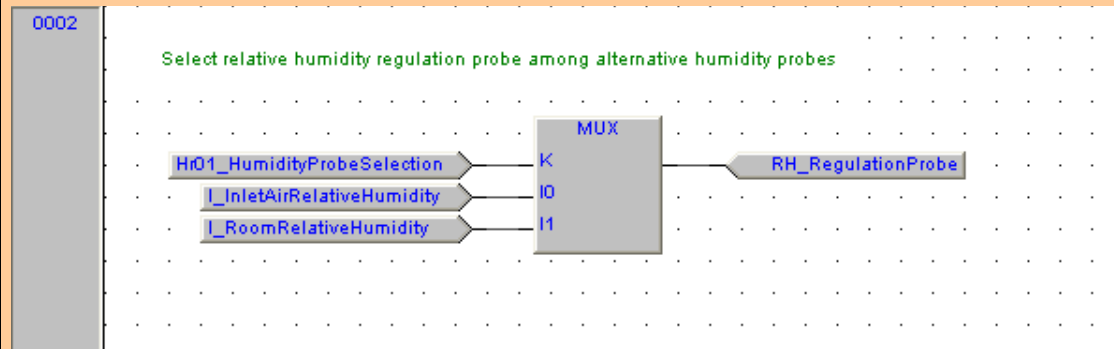 0002
Select relative humidity regulation probe among alternative humidity probes
MUX
Hr01_HumidityProbeSelection K RH_RegulationProbe
I_InletAirRelativeHumidity I0
I_RoomRelativeHumidity I1